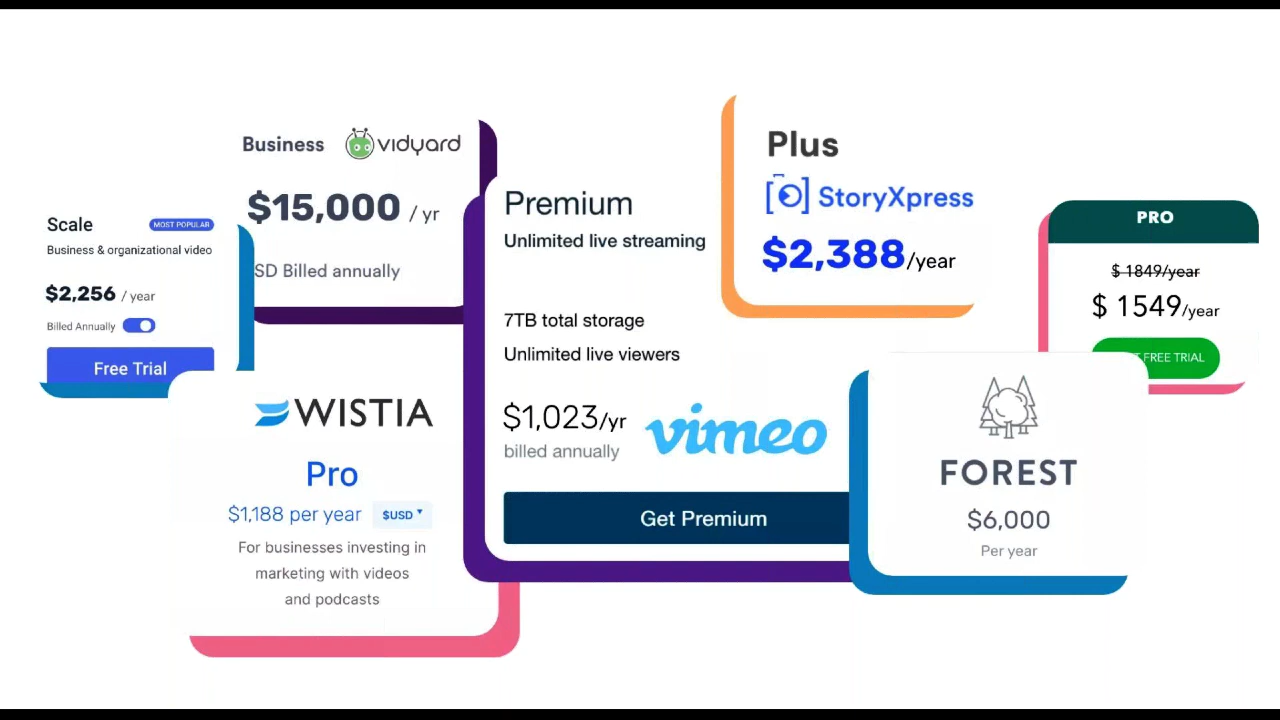 Scale
MOST POPULAR
Business & organizational video
$2,256 / year
Billed Annually
Free Trial
Business vidyard
$15,000 / yr
SD Billed annually
WISTIA
Pro
$1,188 per year $USD
For businesses investing in
marketing with videos
and podcasts
Premium
Unlimited live streaming
7TB total storage
Unlimited live viewers
$1,023/yr
billed annually
vimeo
Get Premium
Plus
StoryXpress
$2,388/year
PRO
$ 1849/year
$ 1549/year
FREE TRIAL
FOREST
$6,000
Per year